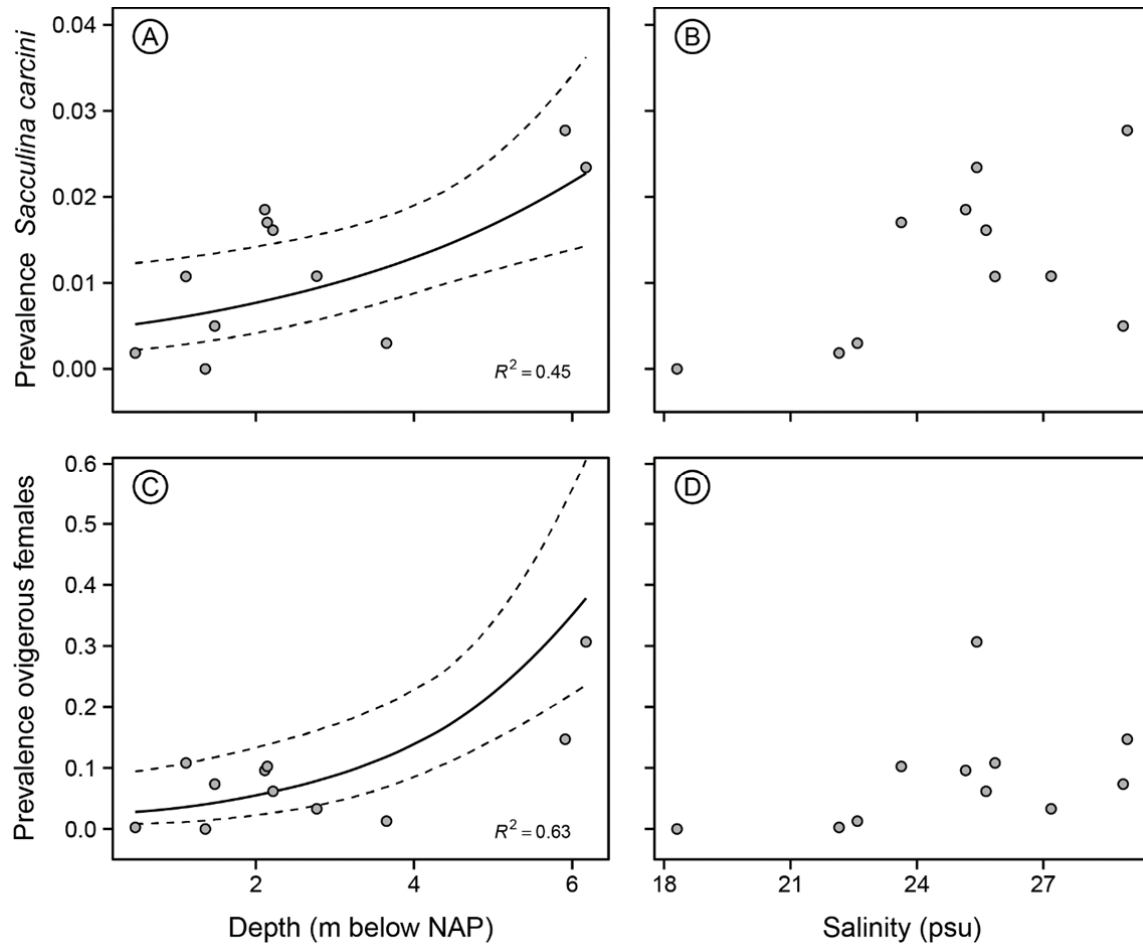 A
B
Prevalence Sacculina carcini
0.04
0.03
0.02
0.01
0.00
R² = 0.45
C
D
Prevalence ovigerous females
0.6
0.5
0.4
0.3
0.2
0.1
0.0
R² = 0.63
2 4 6
18 21 24 27
Depth (m below NAP)
Salinity (psu)